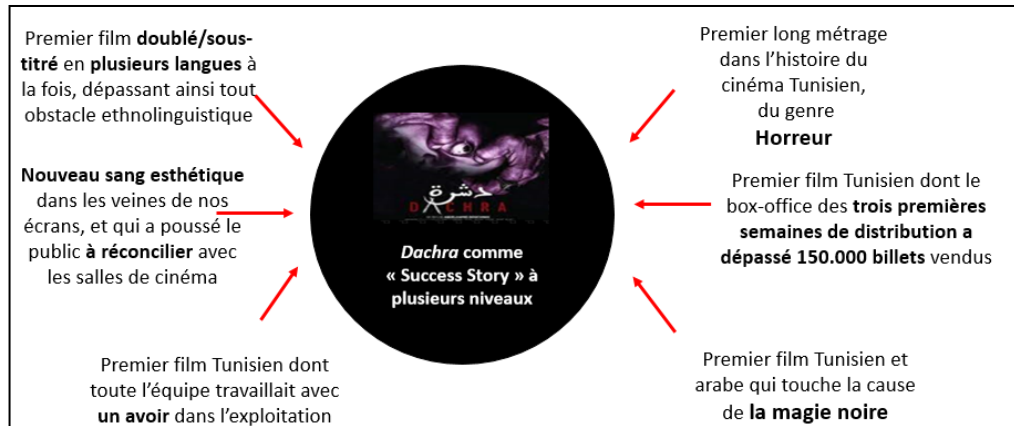 Premier film doublé/sous-
titré en plusieurs langues à
la fois, dépassant ainsi tout
obstacle ethnolinguistique
Nouveau sang esthétique
dans les veines de nos
écrans, et qui a poussé le
public à réconcilier avec
les salles de cinéma
Premier film Tunisien dont
toute l’équipe travaillait avec
un avoir dans l’exploitation
دشرة
DACHRA
Dachra comme
« Success Story » à
plusieurs niveaux
Premier long métrage
dans l’histoire du
cinéma Tunisien,
du genre
Horreur
Premier film Tunisien dont le
box-office des trois premières
semaines de distribution a
dépassé 150.000 billets vendus
Premier film Tunisien et
arabe qui touche la cause
de la magie noire